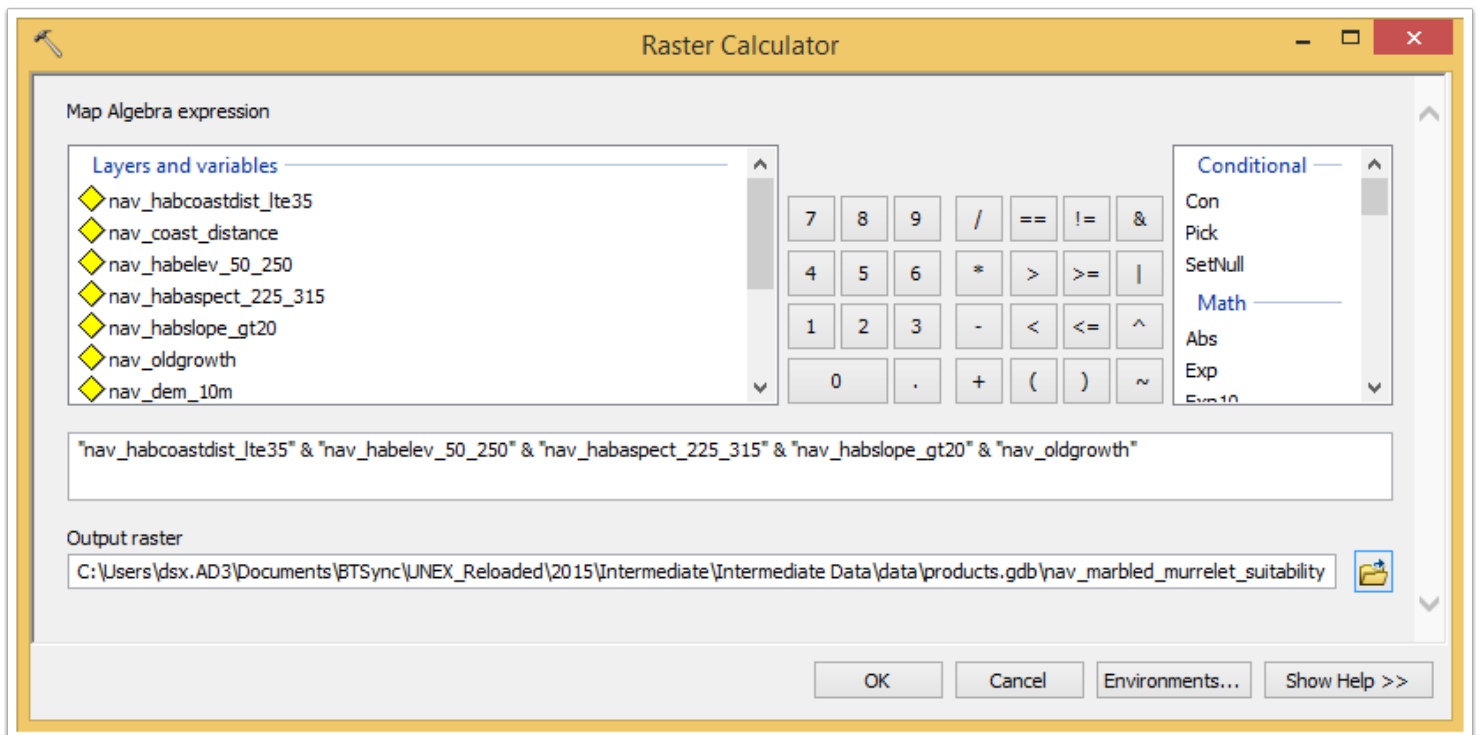 Raster Calculator
Map Algebra expression
Layers and variables
nav_habcoastdist_lte35
nav_coast_distance
nav_habelev_50_250
nav_habaspect_225_315
nav_habslope_gt20
nav_oldgrowth
nav_dem_10m
7 8 9 / == != &
4 5 6 * > >= |
1 2 3 - < <= ^
0 . + ( ) ~
Conditional
Con
Pick
SetNull
Math
Abs
Exp
Exp10
"nav_habcoastdist_lte35" & "nav_habelev_50_250" & "nav_habaspect_225_315" & "nav_habslope_gt20" & "nav_oldgrowth"
Output raster
C:\Users\dsx.AD3\Documents\BTSync\UNEX_Reloaded\2015\Intermediate\Intermediate Data\data\products.gdb\nav_marbled_murrelet_suitability
OK Cancel Environments... Show Help >>